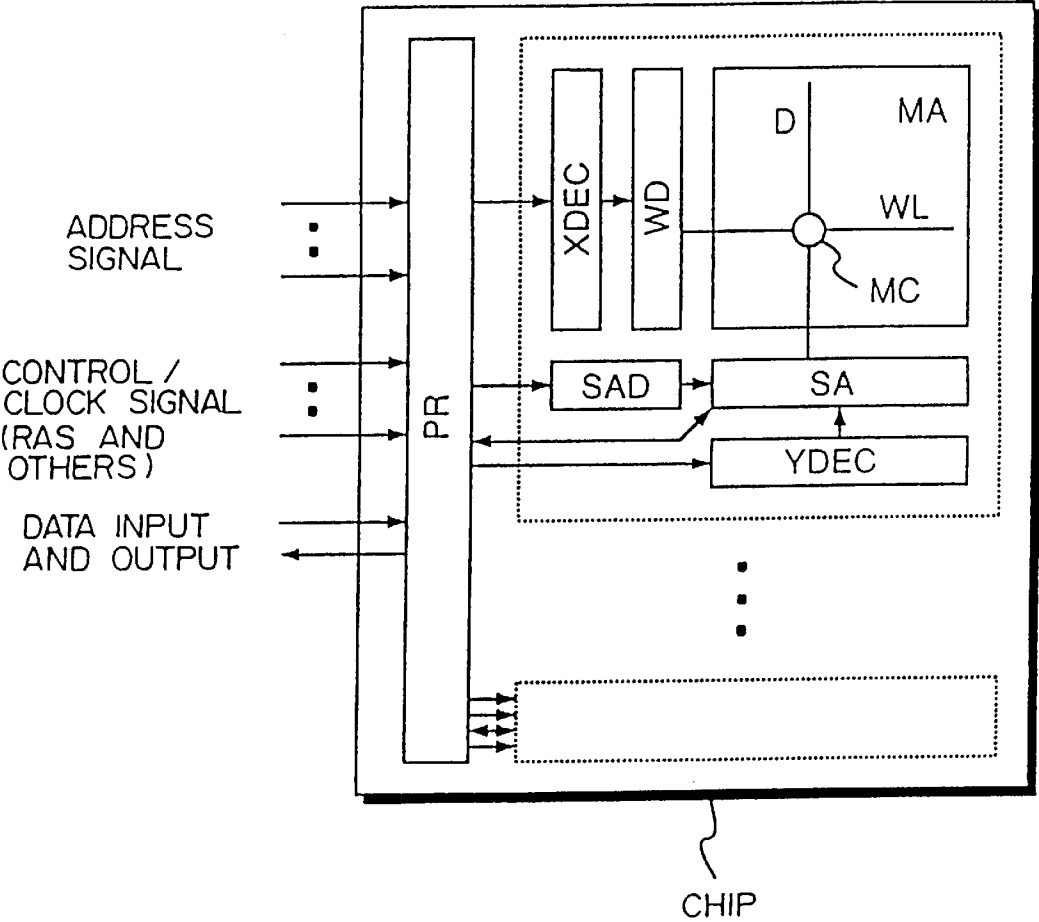 ADDRESS
SIGNAL
CONTROL /
CLOCK SIGNAL
(RAS AND
OTHERS)
DATA INPUT
AND OUTPUT
PR
XDEC
WD
D
MA
WL
MC
SAD
SA
YDEC
CHIP